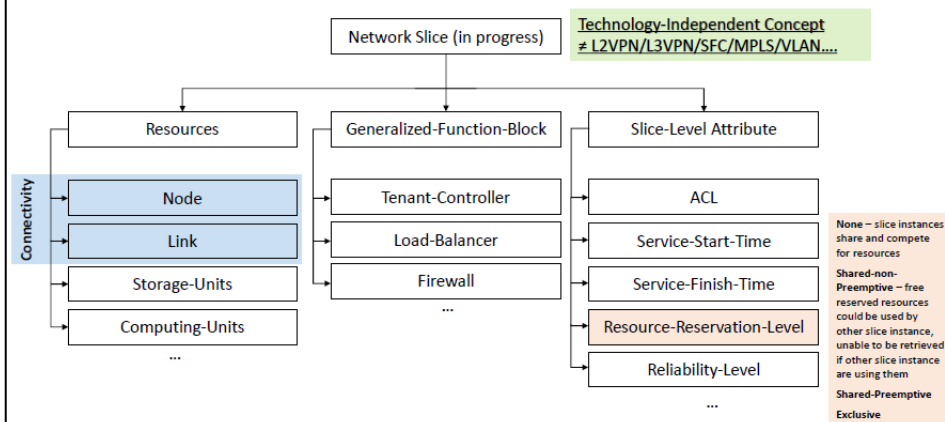 Network Slice (in progress)
Technology-Independent Concept
≠ L2VPN/L3VPN/SFC/MPLS/VLAN....
Resources
Generalized-Function-Block
Slice-Level Attribute
Connectivity
Node
Link
Storage-Units
Computing-Units
...
Tenant-Controller
Load-Balancer
Firewall
...
ACL
Service-Start-Time
Service-Finish-Time
Resource-Reservation-Level
Reliability-Level
...
None – slice instances
share and compete
for resources
Shared-non-
Preemptive – free
reserved resources
could be used by
other slice instance,
unable to be retrieved
if other slice instance
are using them
Shared-Preemptive
Exclusive